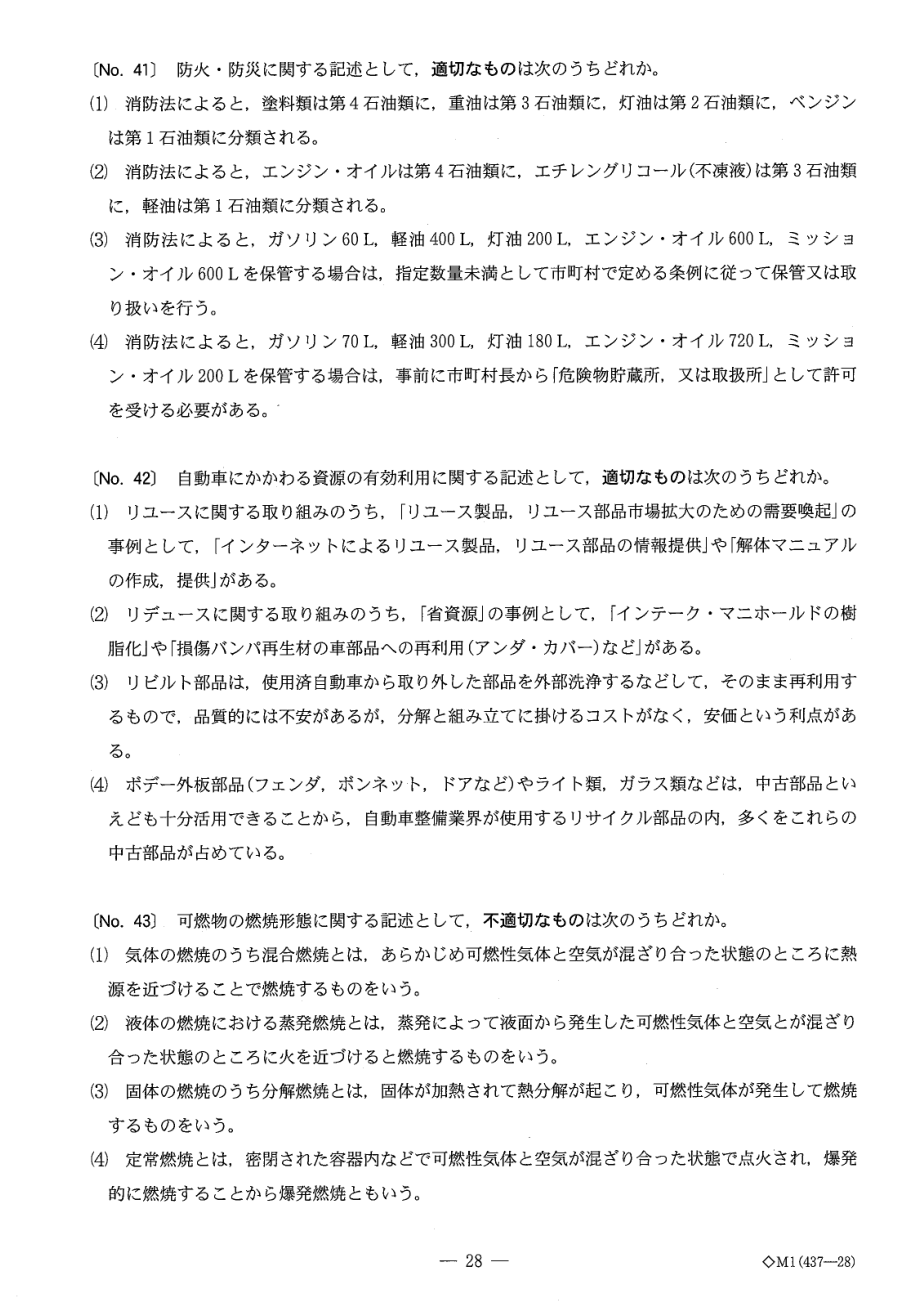 〔No. 41〕 防火・防災に関する記述として，適切なものは次のうちどれか。
(1) 消防法によると，塗料類は第4石油類に，重油は第3石油類に，灯油は第2石油類に，ベンジン
は第1石油類に分類される。
(2) 消防法によると，エンジン・オイルは第4石油類に，エチレングリコール(不凍液)は第3石油類
に，軽油は第1石油類に分類される。
(3) 消防法によると，ガソリン60L，軽油400L，灯油200L，エンジン・オイル600L，ミッショ
ン・オイル600Lを保管する場合は，指定数量未満として市町村で定める条例に従って保管又は取
り扱いを行う。
(4) 消防法によると，ガソリン70L，軽油300L，灯油180L，エンジン・オイル720L，ミッショ
ン・オイル200Lを保管する場合は，事前に市町村長から「危険物貯蔵所，又は取扱所」として許可
を受ける必要がある。
〔No. 42〕 自動車にかかわる資源の有効利用に関する記述として，適切なものは次のうちどれか。
(1) リユースに関する取り組みのうち，「リユース製品，リユース部品市場拡大のための需要喚起」の
事例として，「インターネットによるリユース製品，リユース部品の情報提供」や「解体マニュアル
の作成，提供」がある。
(2) リデュースに関する取り組みのうち，「省資源」の事例として，「インテーク・マニホールドの樹
脂化」や「損傷バンパ再生材の車部品への再利用(アンダ・カバー)など」がある。
(3) リビルト部品は，使用済自動車から取り外した部品を外部洗浄するなどして，そのまま再利用す
るもので，品質的には不安があるが，分解と組み立てに掛けるコストがなく，安価という利点があ
る。
(4) ボデー外板部品(フェンダ，ボンネット，ドアなど)やライト類，ガラス類などは，中古部品とい
えども十分活用できることから，自動車整備業界が使用するリサイクル部品の内，多くをこれらの
中古部品が占めている。
〔No. 43〕 可燃物の燃焼形態に関する記述として，不適切なものは次のうちどれか。
(1) 気体の燃焼のうち混合燃焼とは，あらかじめ可燃性気体と空気が混ざり合った状態のところに熱
源を近づけることで燃焼するものをいう。
(2) 液体の燃焼における蒸発燃焼とは，蒸発によって液面から発生した可燃性気体と空気とが混ざり
合った状態のところに火を近づけると燃焼するものをいう。
(3) 固体の燃焼のうち分解燃焼とは，固体が加熱されて熱分解が起こり，可燃性気体が発生して燃焼
するものをいう。
(4) 定常燃焼とは，密閉された容器内などで可燃性気体と空気が混ざり合った状態で点火され，爆発
的に燃焼することから爆発燃焼ともいう。
— 28 —
◇M1(437—28)